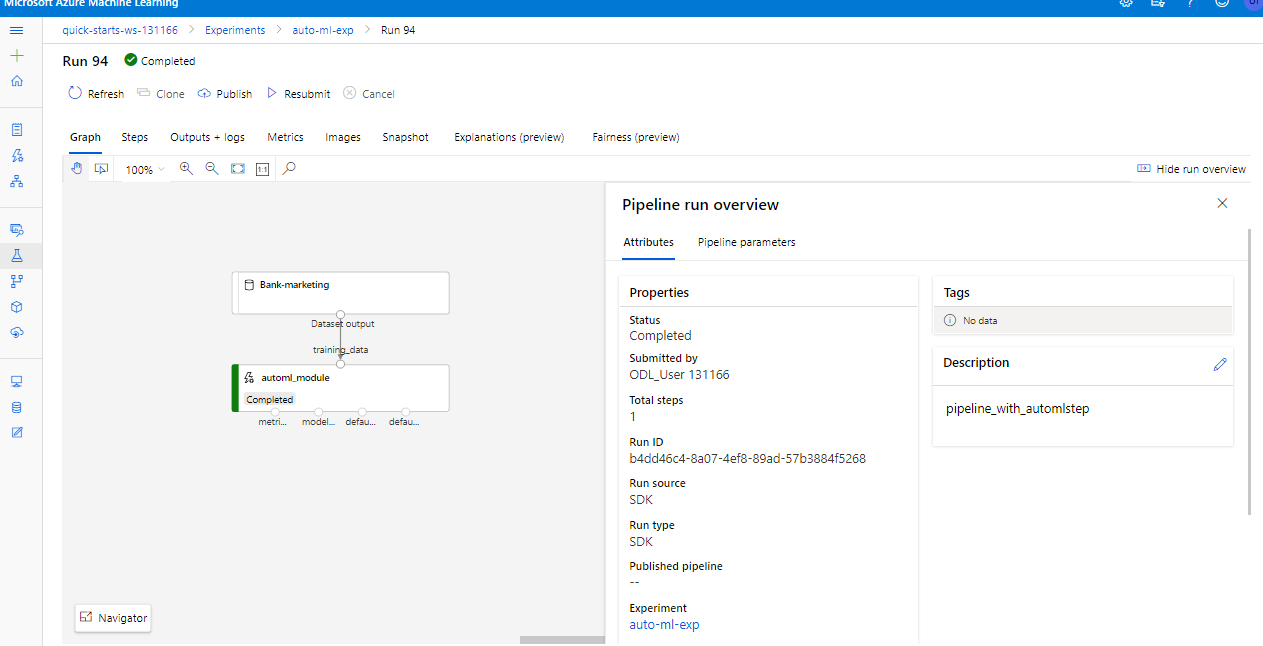 Microsoft Azure Machine Learning
quick-starts-ws-131166 > Experiments > auto-ml-exp > Run 94
Run 94 Completed
Refresh Clone Publish Resubmit Cancel
Graph Steps Outputs + logs Metrics Images Snapshot Explanations (preview) Fairness (preview)
100% 1:1 Hide run overview
Bank-marketing
Dataset output
training_data
automl_module
Completed
metri... model... defau... defau...
Navigator
Pipeline run overview
Attributes Pipeline parameters
Properties
Status
Completed
Submitted by
ODL_User 131166
Total steps
1
Run ID
b4dd46c4-8a07-4ef8-89ad-57b3884f5268
Run source
SDK
Run type
SDK
Published pipeline
--
Experiment
auto-ml-exp
Tags
No data
Description
pipeline_with_automlstep